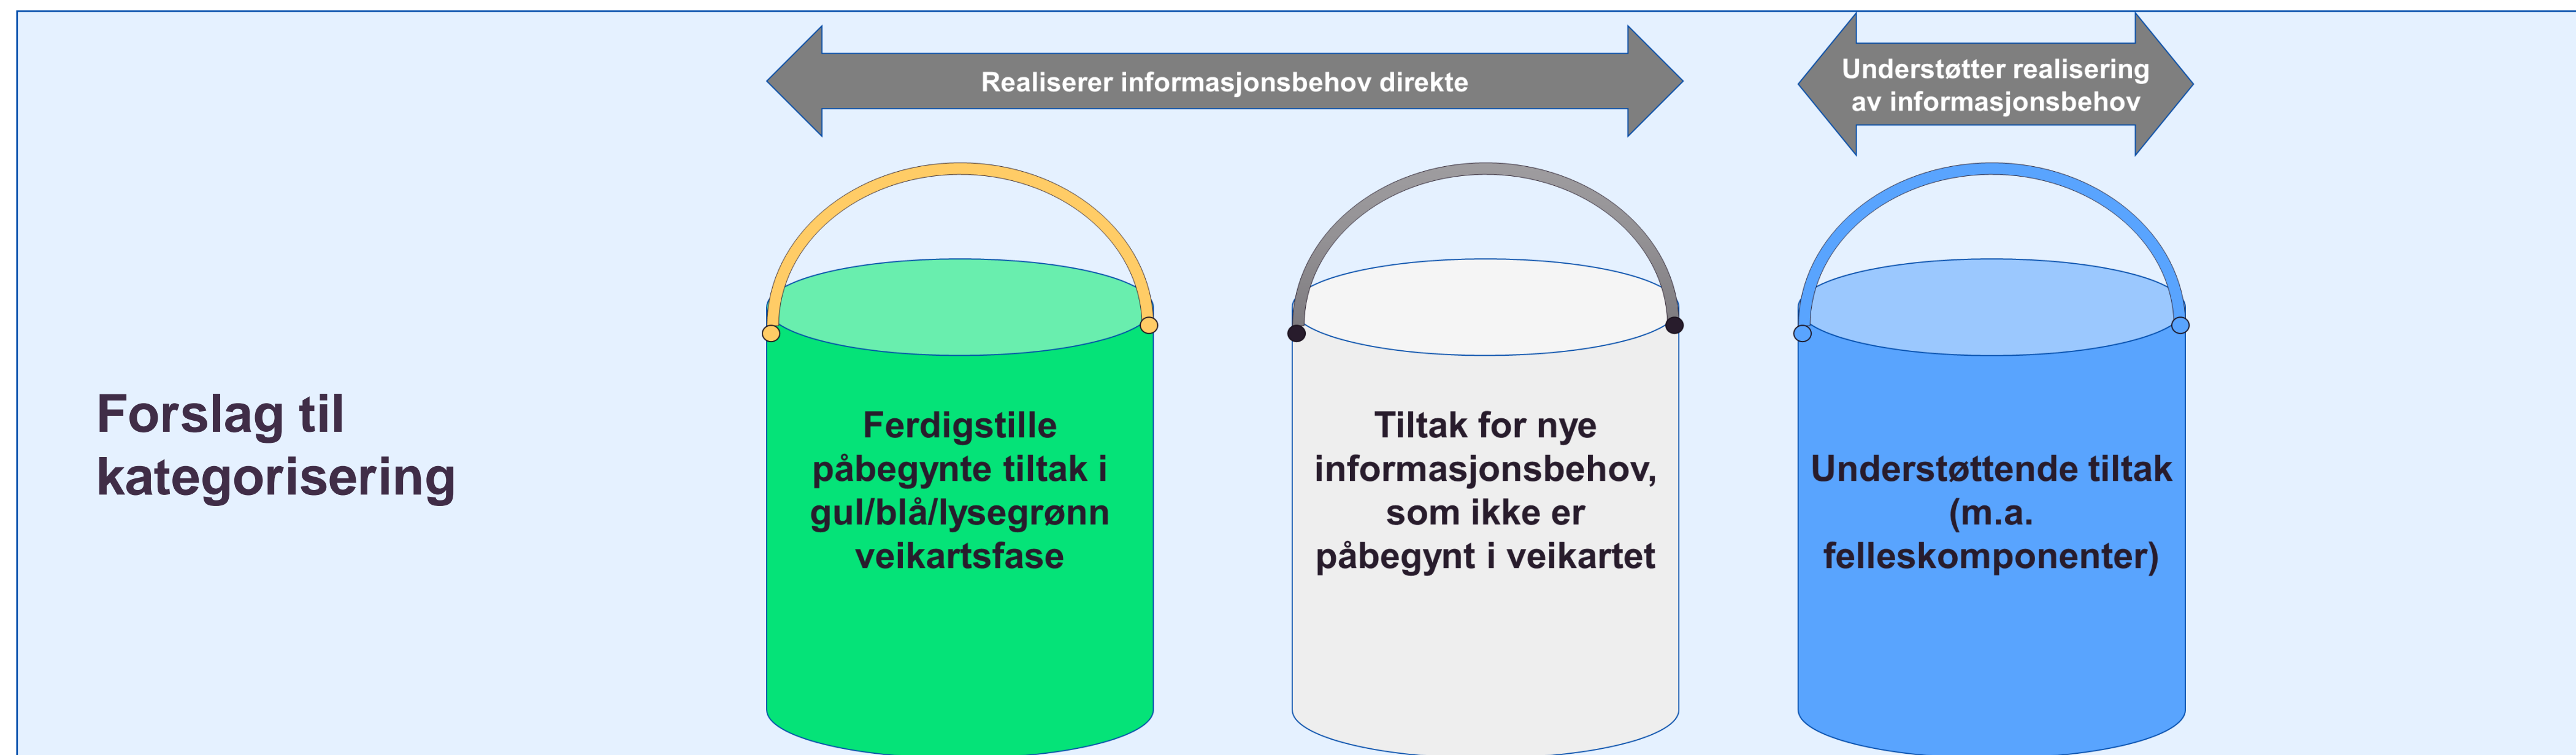 Realiserer informasjonsbehov direkte
Understøtter realisering
av informasjonsbehov
Forslag til
kategorisering
Ferdigstille
påbegynte tiltak i
gul/blå/lysegrønn
veikartsfase
Tiltak for nye
informasjonsbehov,
som ikke er
påbegynt i veikartet
Understøttende tiltak
(m.a.
felleskomponenter)